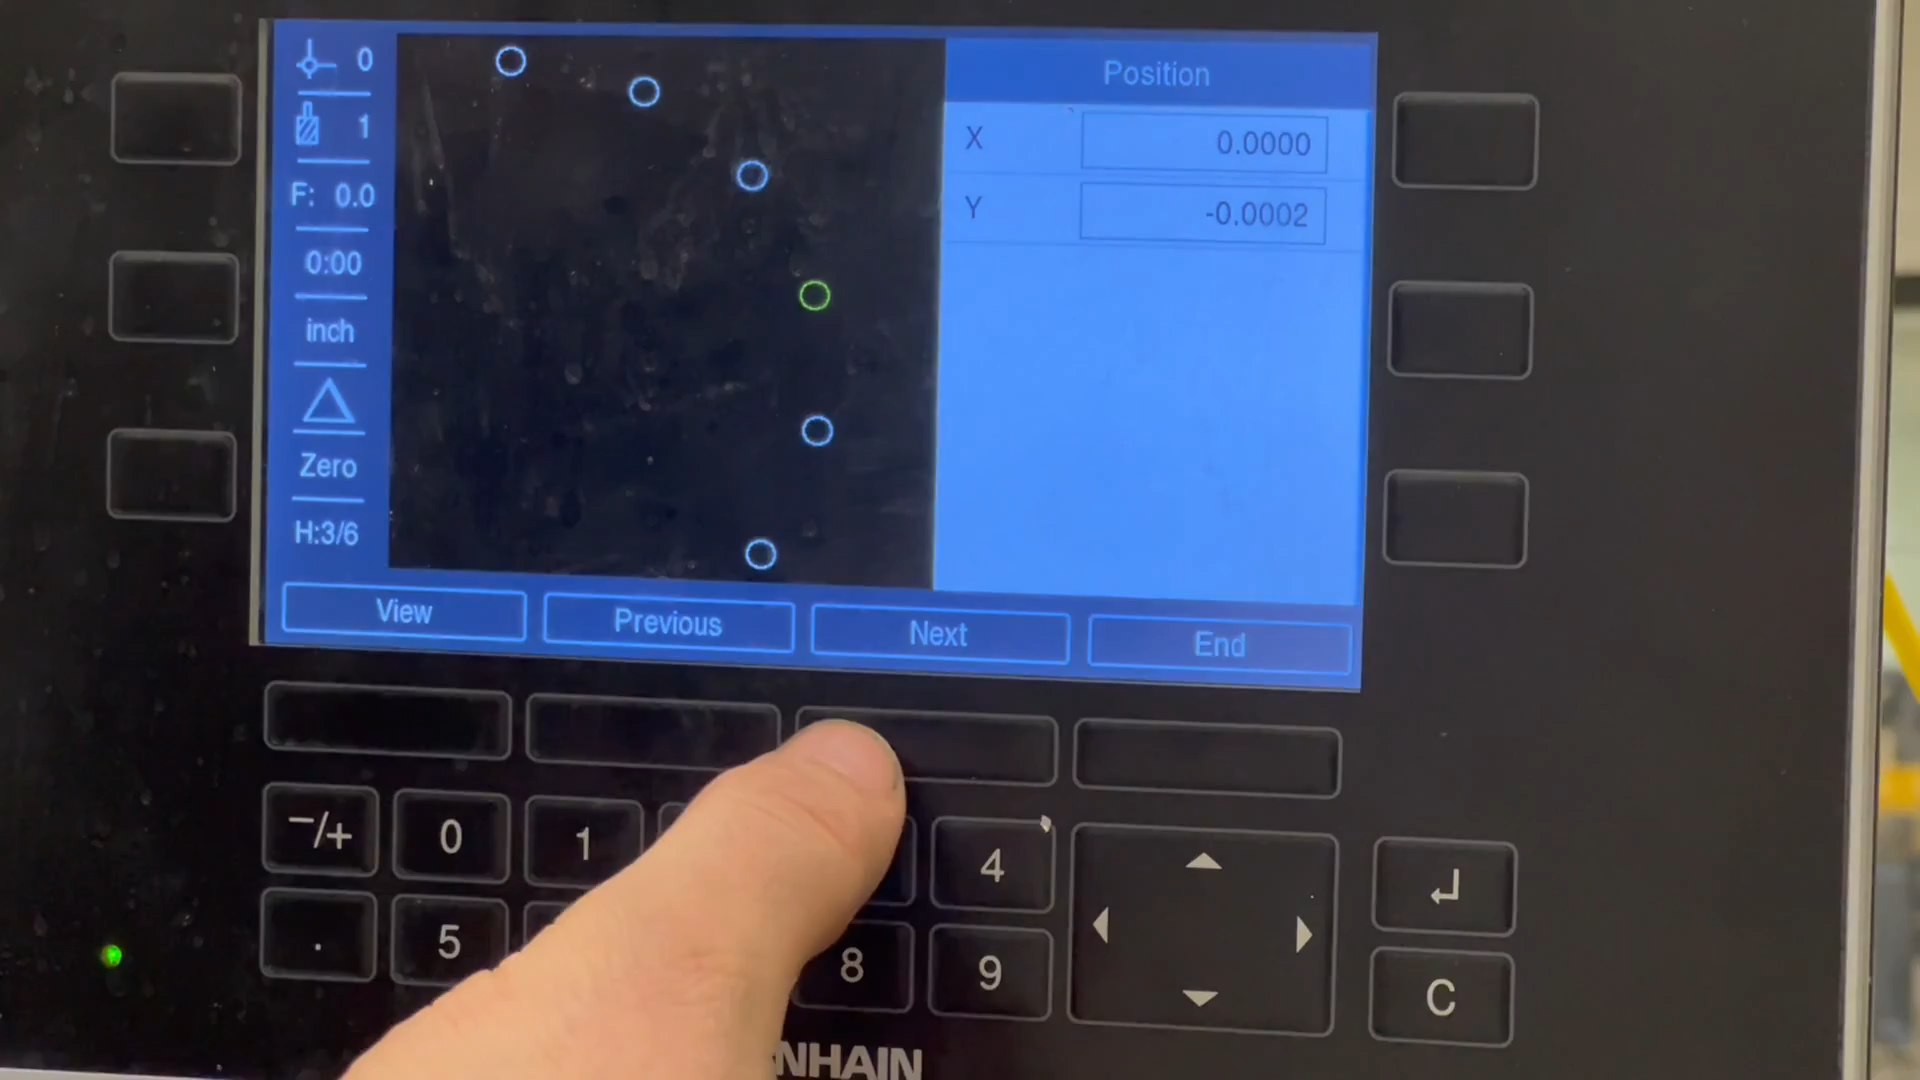 0
1
F: 0.0
0:00
inch
Zero
H:3/6
Position
X 0.0000
Y -0.0002
View Previous Next End
-/+ 0 1 4
. 5 8 9
C
NHAIN